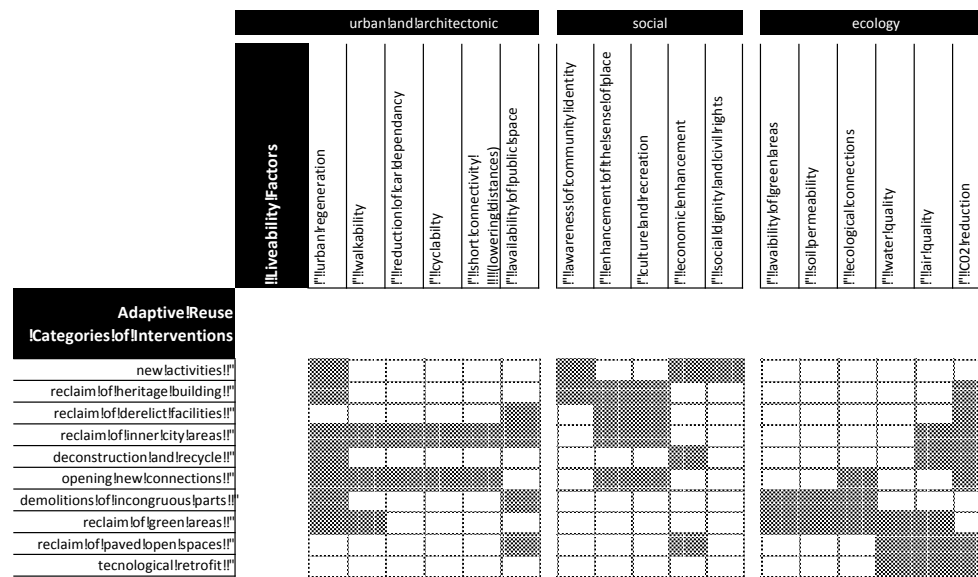 urban!and!architectonic
social
ecology
!!Liveability!Factors
!"!!urban!regeneration
!"!!walkability
!"!!reduction!of!car!dependancy
!"!!cyclabilty
!"!!short!connectivity!
!!!!(lowering!distances)
!"!!availability!of!public!space
!"!!awareness!of!community!identity
!"!!enhancement!of!the!sense!of!place
!"!culture!and!recreation
!"!!economic!enhancement
!"!!social!dignity!and!civil!rights
!"!!avaibility!of!green!areas
!"!!soil!permeability
!"!!ecological!connections
!"!!water!quality
!"!!air!quality
!"!!C02!reduction
Adaptive!Reuse
!Categories!of!Interventions
new!activities!!"
reclaim!of!heritage!building!!"
reclaim!of!derelict!facilities!!"
reclaim!of!inner!city!areas!!"
deconstruction!and!recycle!!"
opening!new!connections!!"
demolitions!of!incongruous!parts!!"
reclaim!of!green!areas!!"
reclaim!of!paved!open!spaces!!"
tecnological!retrofit!!"